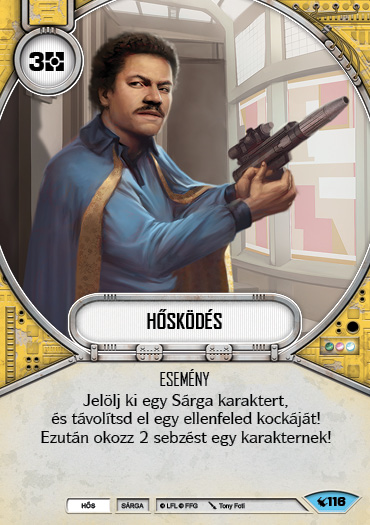 3
HŐSKÖDÉS
ESEMÉNY
Jelölj ki egy Sárga karaktert,
és távolítsd el egy ellenfeled kockáját!
Ezután okozz 2 sebzést egy karakternek!
HŐS SÁRGA © LFL © FFG Tony Foti 116